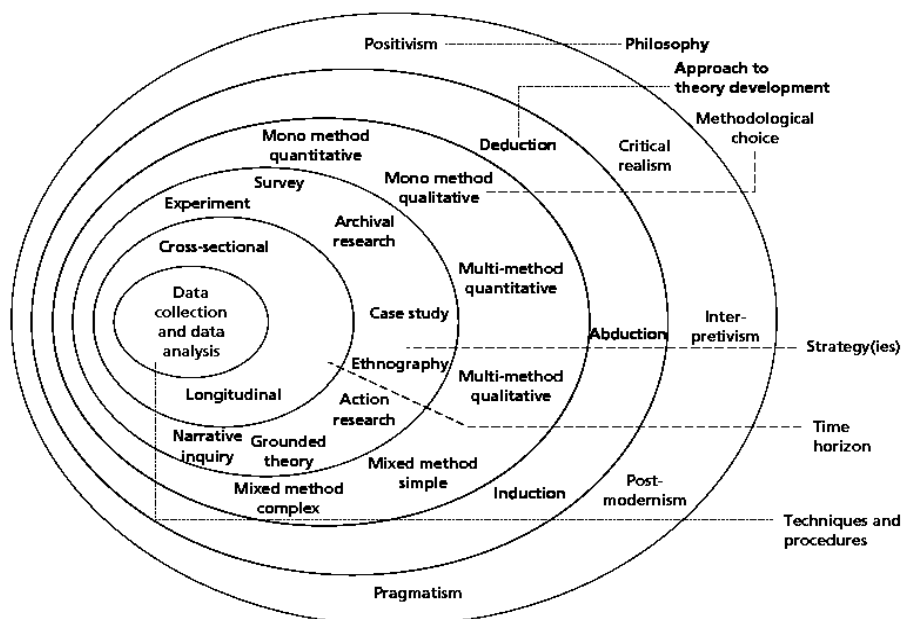 Positivism
Philosophy
Approach to
theory development
Methodological
choice
Mono method
quantitative
Deduction
Critical
realism
Mono method
qualitative
Survey
Experiment
Archival
research
Cross-sectional
Multi-method
quantitative
Data
collection
and data
analysis
Case study
Inter-
pretivism
Abduction
Strategy(ies)
Ethnography
Multi-method
qualitative
Longitudinal
Action
research
Time
horizon
Narrative
inquiry
Grounded
theory
Mixed method
simple
Mixed method
complex
Induction
Post-
modernism
Techniques and
procedures
Pragmatism